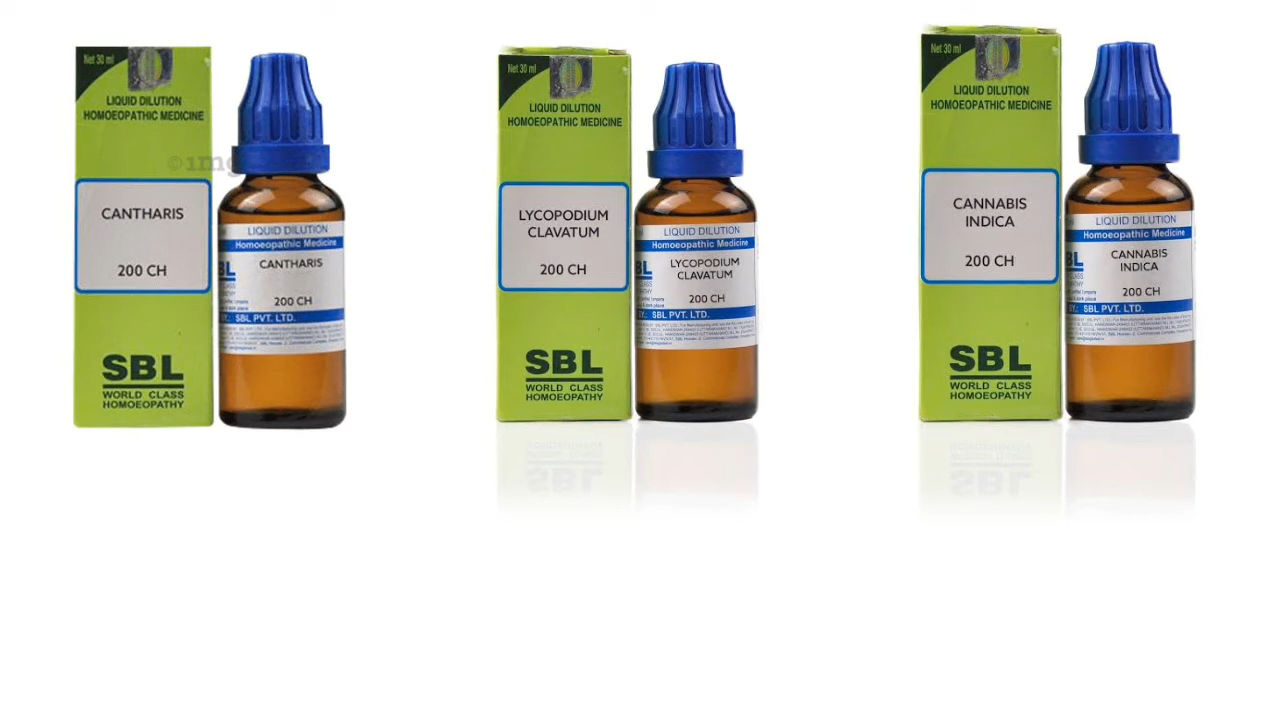 Net 30 ml
LIQUID DILUTION
HOMOEOPATHIC MEDICINE
CANTHARIS
200 CH
SBL
WORLD CLASS
HOMOEOPATHY
LIQUID DILUTION
Homoeopathic Medicine
BL
CANTHARIS
200 CH
SBL PVT. LTD.
Net 30 ml
LIQUID DILUTION
HOMOEOPATHIC MEDICINE
LYCOPODIUM
CLAVATUM
200 CH
SBL
WORLD CLASS
HOMOEOPATHY
LIQUID DILUTION
Homoeopathic Medicine
BL
LYCOPODIUM
CLAVATUM
200 CH
SBL PVT. LTD.
Net 30 ml
LIQUID DILUTION
HOMOEOPATHIC MEDICINE
CANNABIS
INDICA
200 CH
SBL
WORLD CLASS
HOMOEOPATHY
LIQUID DILUTION
Homoeopathic Medicine
BL
CANNABIS
INDICA
200 CH
SBL PVT. LTD.